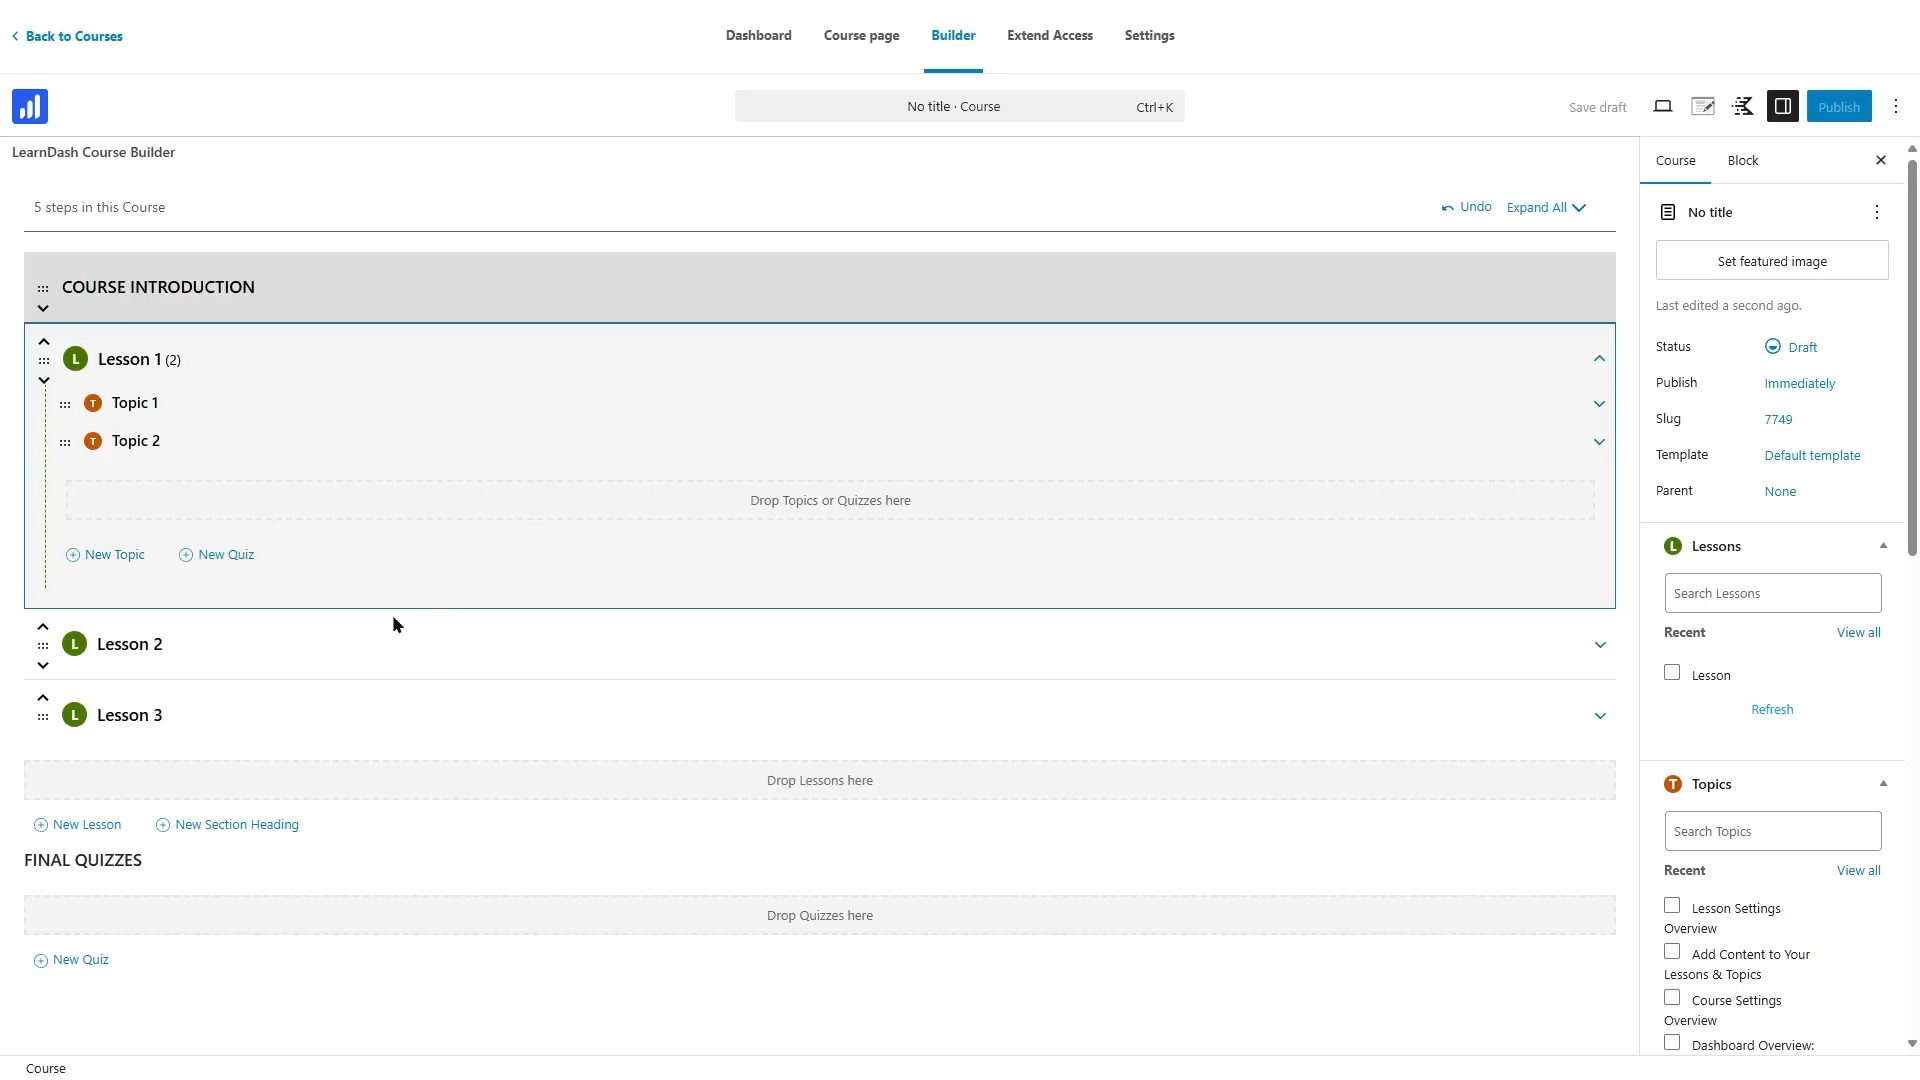 Back to Courses
Dashboard
Course page
Builder
Extend Access
Settings
No title · Course
Ctrl+K
Save draft
Publish
LearnDash Course Builder
5 steps in this Course
Undo
Expand All
COURSE INTRODUCTION
L Lesson 1 (2)
T Topic 1
T Topic 2
Drop Topics or Quizzes here
New Topic
New Quiz
L Lesson 2
L Lesson 3
Drop Lessons here
New Lesson
New Section Heading
FINAL QUIZZES
Drop Quizzes here
New Quiz
Course
Block
No title
Set featured image
Last edited a second ago.
Status
Draft
Publish
Immediately
Slug
7749
Template
Default template
Parent
None
L Lessons
Search Lessons
Recent
View all
Lesson
Refresh
T Topics
Search Topics
Recent
View all
Lesson Settings
Overview
Add Content to Your
Lessons & Topics
Course Settings
Overview
Dashboard Overview:
Course